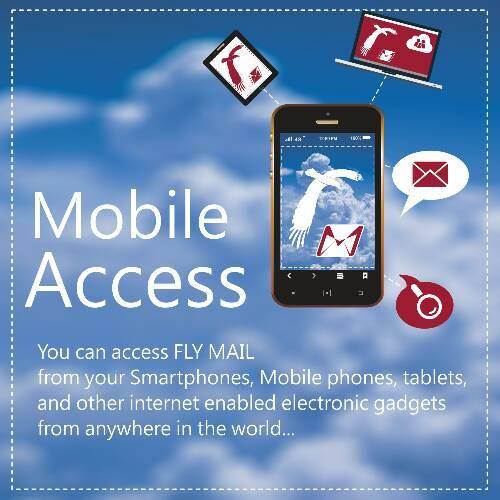 Mobile
Access
You can access FLY MAIL
from your Smartphones, Mobile phones, tablets,
and other internet enabled electronic gadgets
from anywhere in the world...